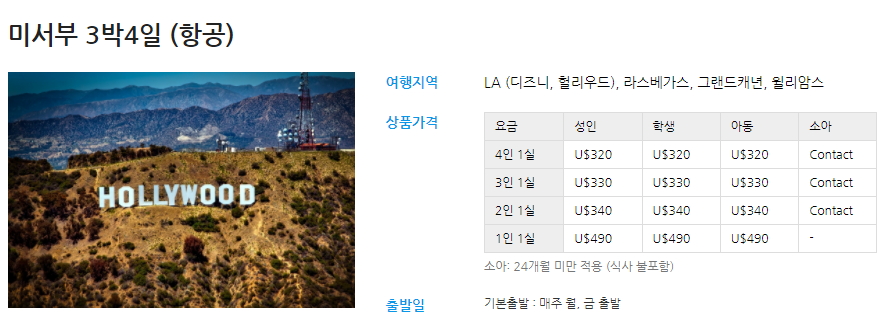 미서부 3박4일 (항공)
HOLLYWOOD
여행지역 LA (디즈니, 헐리우드), 라스베가스, 그랜드캐년, 윌리암스
상품가격
요금 성인 학생 아동 소아
4인 1실 U$320 U$320 U$320 Contact
3인 1실 U$330 U$330 U$330 Contact
2인 1실 U$340 U$340 U$340 Contact
1인 1실 U$490 U$490 U$490 -
소아: 24개월 미만 적용 (식사 불포함)
출발일 기본출발 : 매주 월, 금 출발